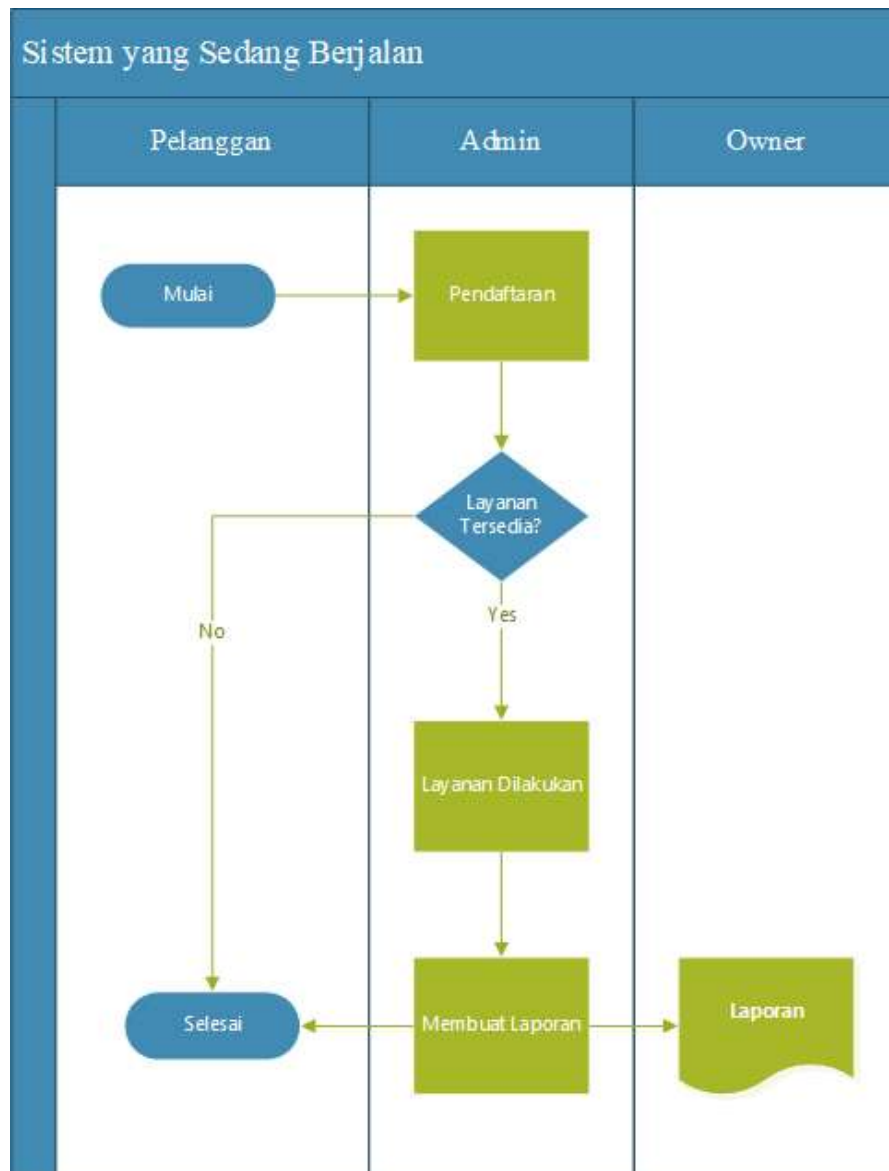 Sistem yang Sedang Berjalan
Pelanggan
Admin
Owner
Mulai
Pendaftaran
Layanan
Tersedia?
No
Yes
Layanan Dilakukan
Selesai
Membuat Laporan
Laporan